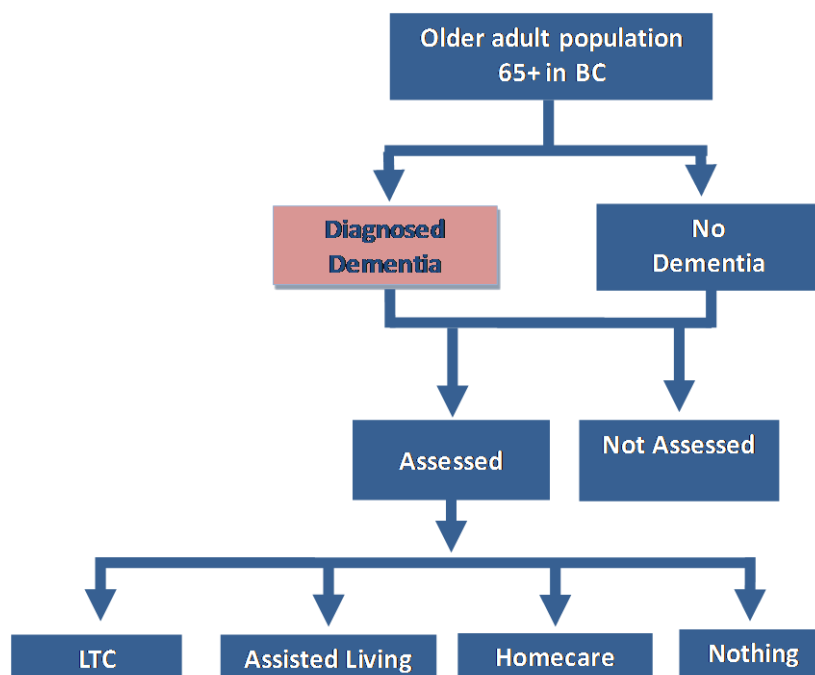 Older adult population
65+ in BC
Diagnosed
Dementia
No
Dementia
Assessed
Not Assessed
LTC
Assisted Living
Homecare
Nothing